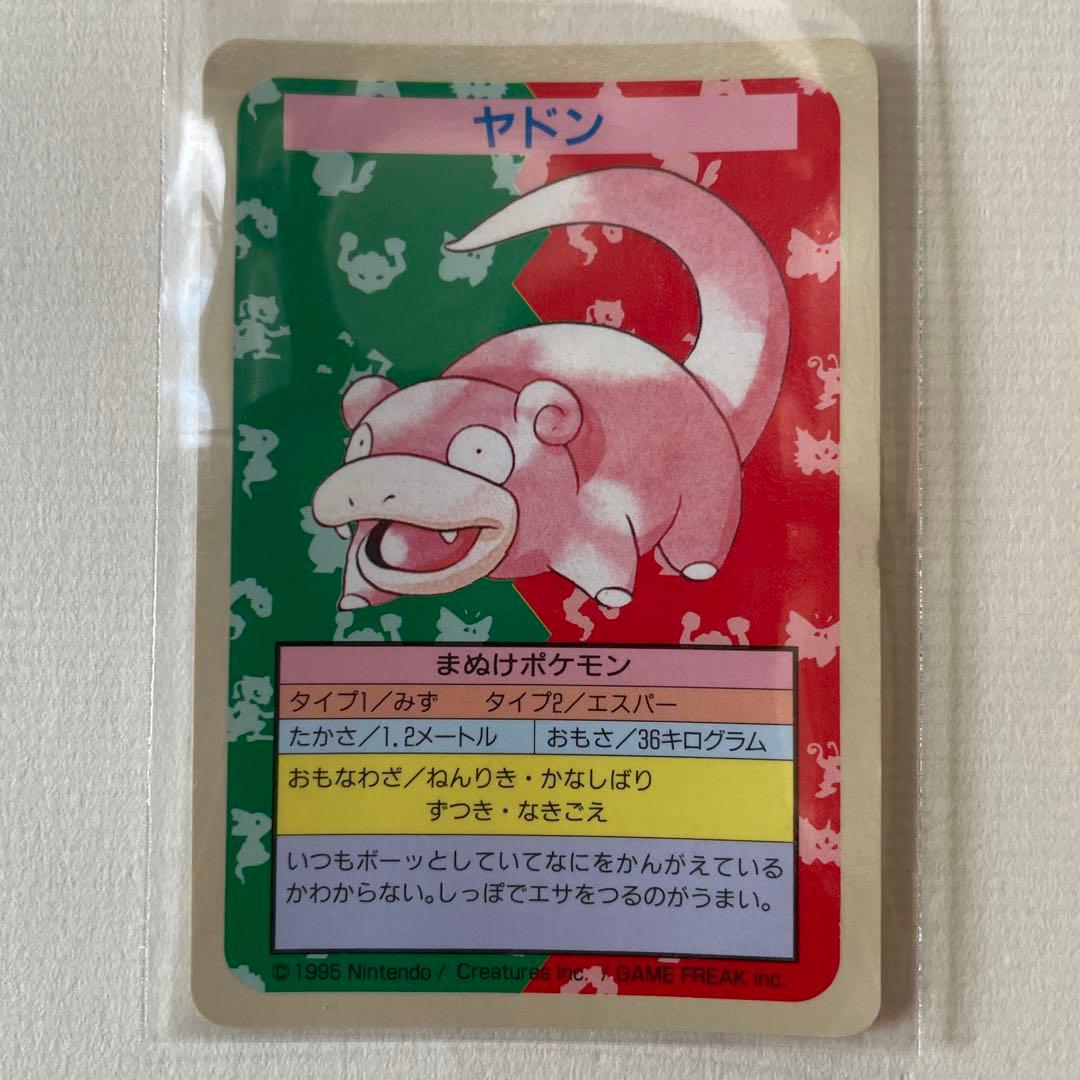 ヤドン
まぬけポケモン
タイプ1／みず　タイプ2／エスパー
たかさ／1.2メートル　おもさ／36キログラム
おもなわざ／ねんりき・かなしばり
ずつき・なきごえ
いつもボーッとしていてなにをかんがえている
かわからない。しっぽでエサをつるのがうまい。
© 1995 Nintendo / Creatures inc. / GAME FREAK inc.